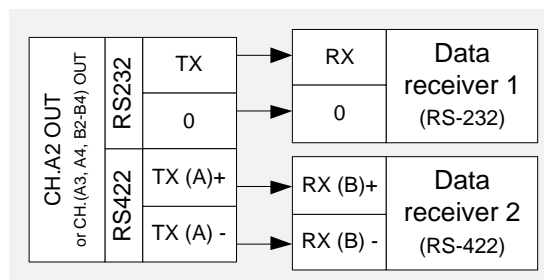 CH.A2 OUT
or CH.(A3, A4, B2-B4) OUT
RS232
TX
0
RX
0
Data
receiver 1
(RS-232)
RS422
TX (A)+
TX (A) -
RX (B)+
RX (B) -
Data
receiver 2
(RS-422)